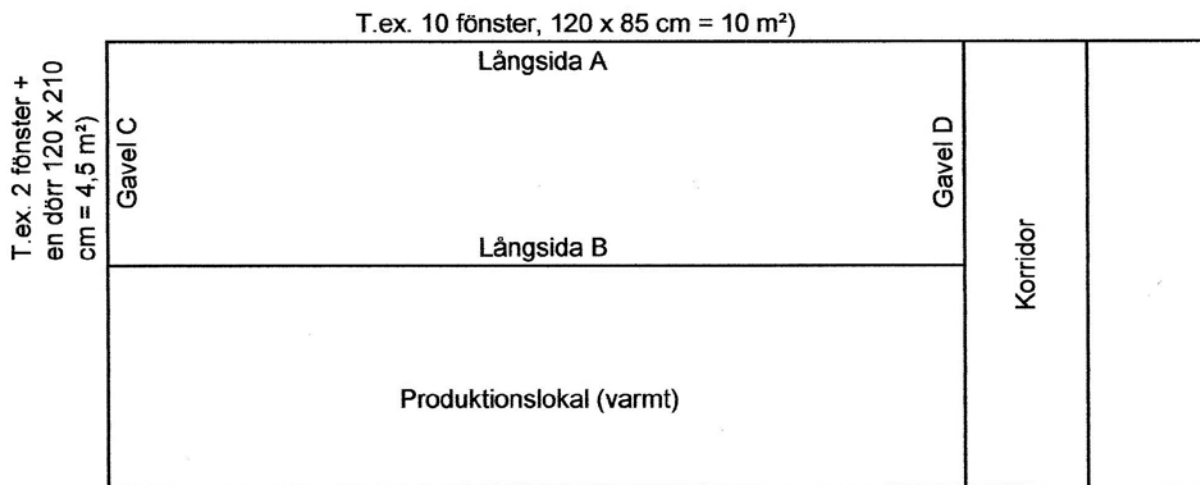 T.ex. 10 fönster, 120 x 85 cm = 10 m²)
Långsida A
T.ex. 2 fönster +
en dörr 120 x 210
cm = 4,5 m²)
Gavel C
Gavel D
Långsida B
Korridor
Produktionslokal (varmt)